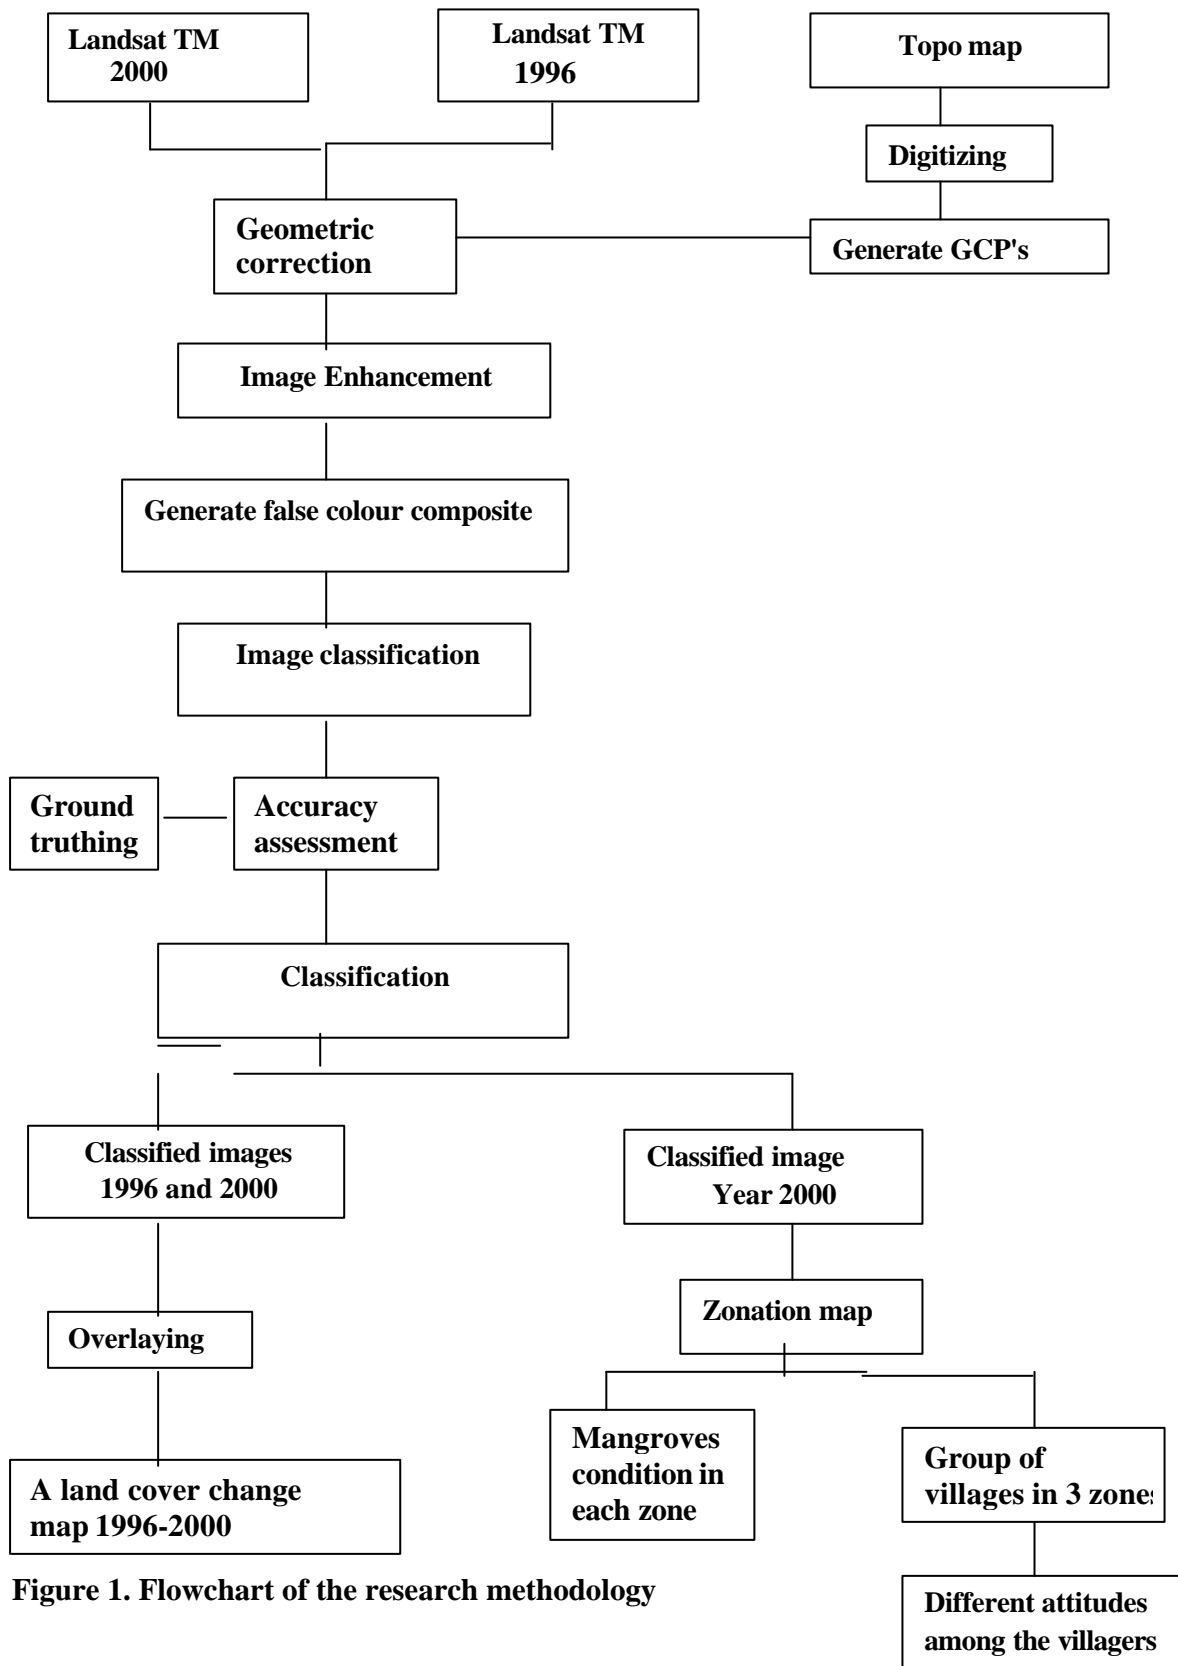 Landsat TM
2000
Landsat TM
1996
Topo map
Digitizing
Geometric
correction
Generate GCP's
Image Enhancement
Generate false colour composite
Image classification
Ground
truthing
Accuracy
assessment
Classification
Classified images
1996 and 2000
Classified image
Year 2000
Zonation map
Overlaying
Mangroves
condition in
each zone
Group of
villages in 3 zones
A land cover change
map 1996-2000
Figure 1. Flowchart of the research methodology
Different attitudes
among the villagers